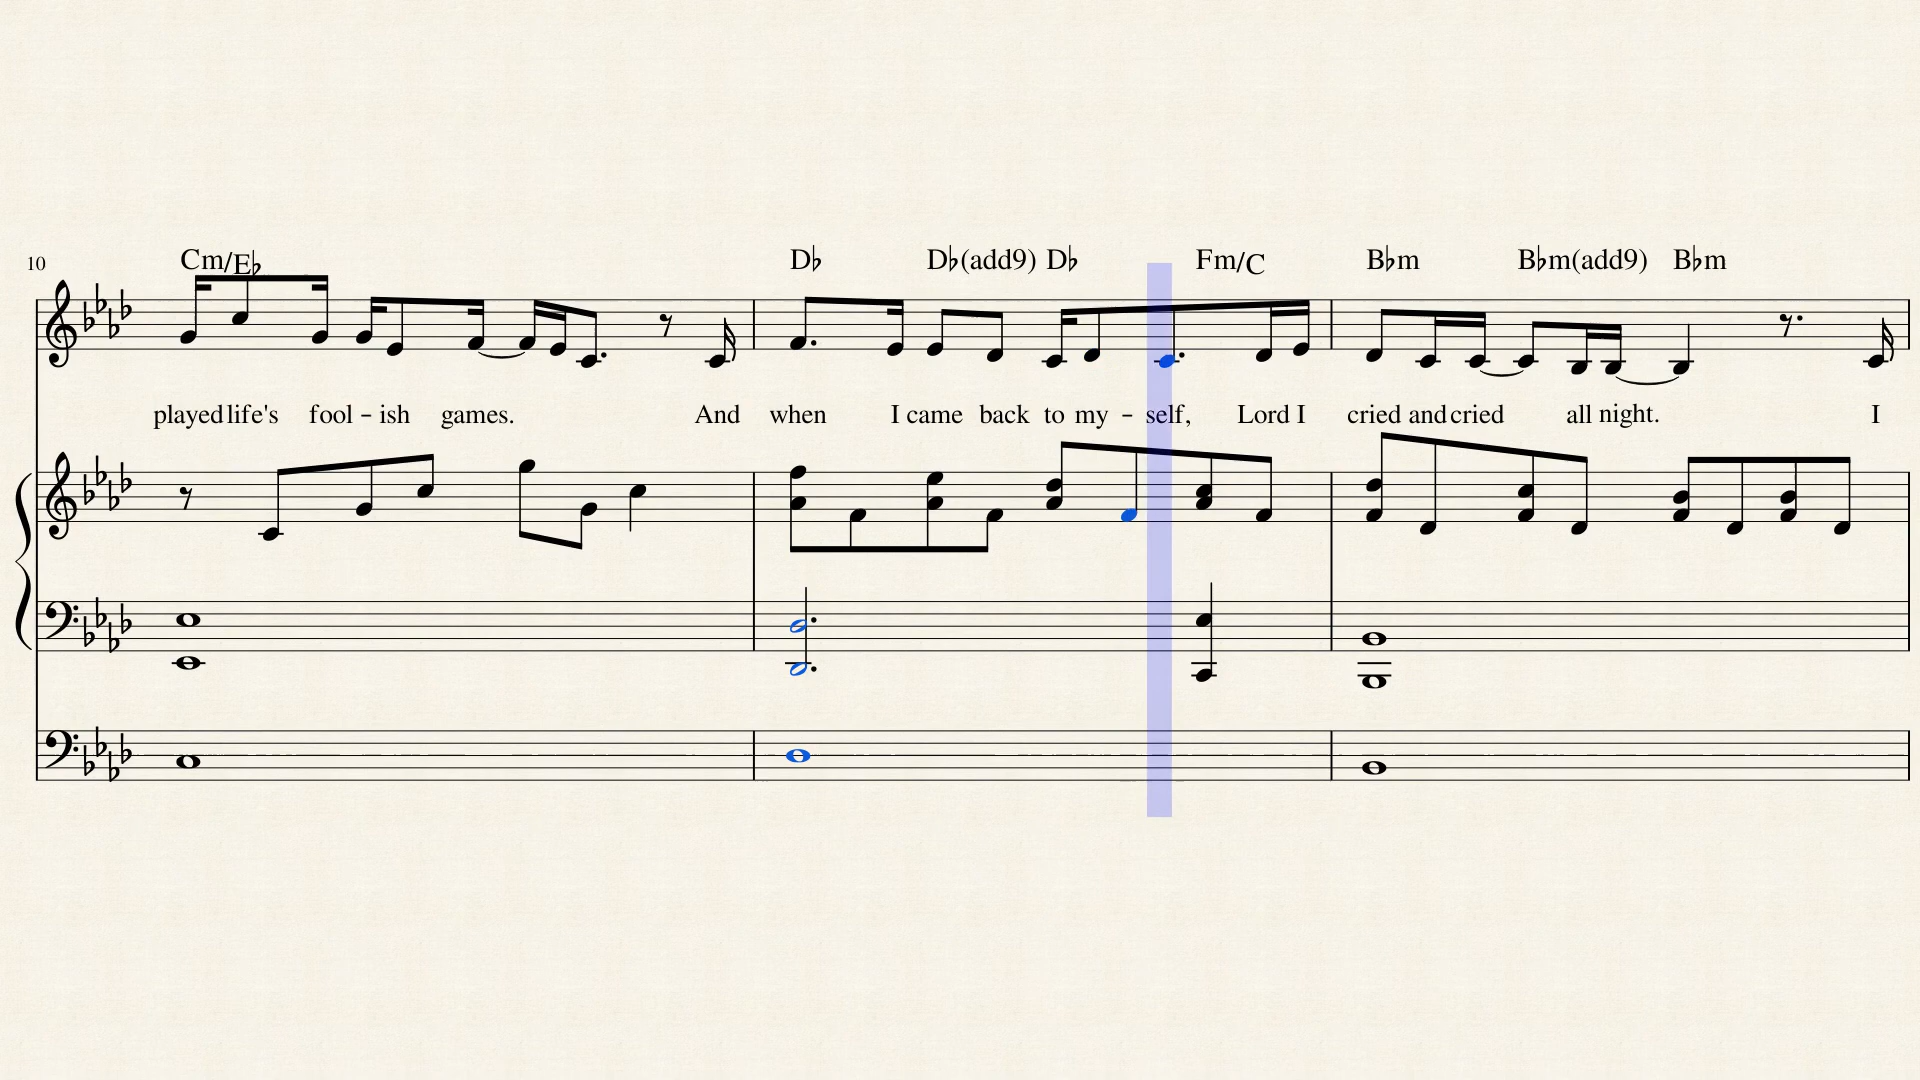 10 Cm/E♭ D♭ D♭(add9) D♭ Fm/C B♭m B♭m(add9) B♭m
played life's fool - ish games. And when I came back to my - self, Lord I cried and cried all night. I